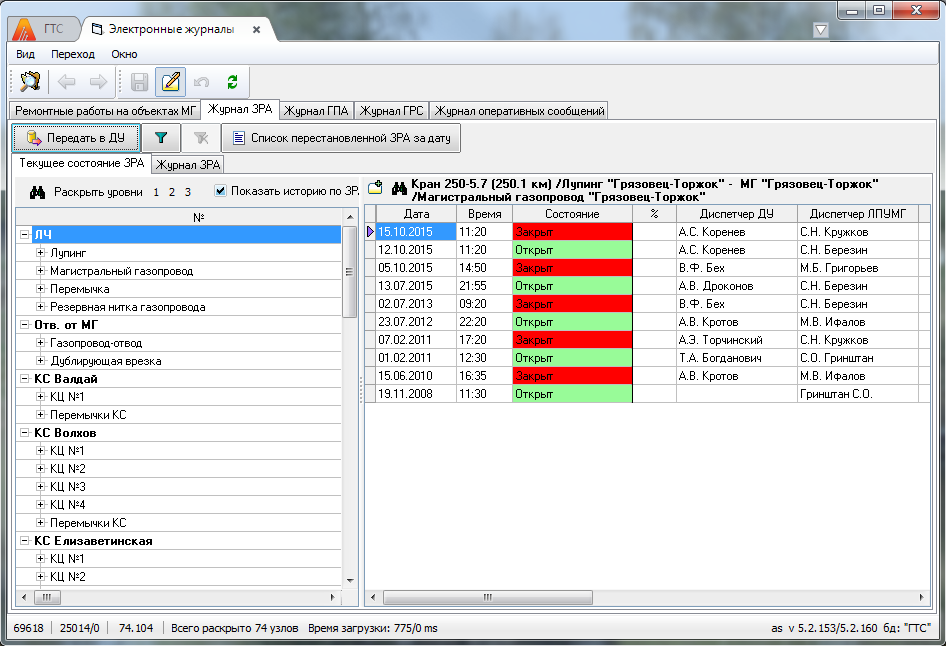 ГТС Электронные журналы
Вид Переход Окно
Ремонтные работы на объектах МГ Журнал ЗРА Журнал ГПА Журнал ГРС Журнал оперативных сообщений
Передать в ДУ Список перестановленной ЗРА за дату
Текущее состояние ЗРА Журнал ЗРА
Раскрыть уровни 1 2 3 Показать историю по ЗР
№
ЛЧ
Лупинг
Магистральный газопровод
Перемычка
Резервная нитка газопровода
Отв. от МГ
Газопровод-отвод
Дублирующая врезка
КС Валдай
КЦ №1
Перемычки КС
КС Волхов
КЦ №1
КЦ №2
КЦ №3
КЦ №4
Перемычки КС
КС Елизаветинская
КЦ №1
КЦ №2
Кран 250-5.7 (250.1 км) /Лупинг "Грязовец-Торжок" - МГ "Грязовец-Торжок"
/Магистральный газопровод "Грязовец-Торжок"
Дата Время Состояние % Диспетчер ДУ Диспетчер ЛПУМГ
15.10.2015 11:20 Закрыт А.С. Коренев С.Н. Кружков
12.10.2015 11:20 Открыт А.С. Коренев С.Н. Березин
05.10.2015 14:50 Закрыт В.Ф. Бех М.Б. Григорьев
13.07.2015 21:55 Открыт А.В. Дроконов С.Н. Березин
02.07.2013 09:20 Закрыт В.Ф. Бех С.Н. Березин
23.07.2012 22:20 Открыт А.В. Кротов М.В. Ифалов
07.02.2011 17:20 Закрыт А.Э. Торчинский С.Н. Кружков
01.02.2011 12:30 Открыт Т.А. Богданович С.О. Гринштан
15.06.2010 16:35 Закрыт А.В. Кротов М.В. Ифалов
19.11.2008 11:30 Открыт Гринштан С.О.
69618 25014/0 74.104 Всего раскрыто 74 узлов Время загрузки: 775/0 ms as v 5.2.153/5.2.160 бд: "ГТС"